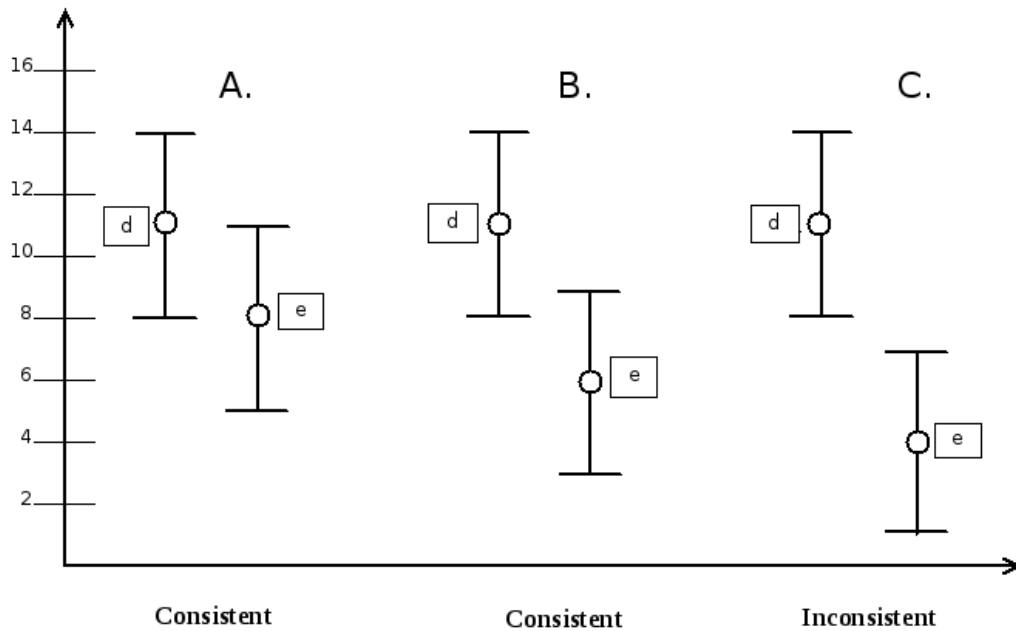 16
A.
B.
C.
14
12
d
d
d
10
8
e
6
e
4
e
2
Consistent
Consistent
Inconsistent